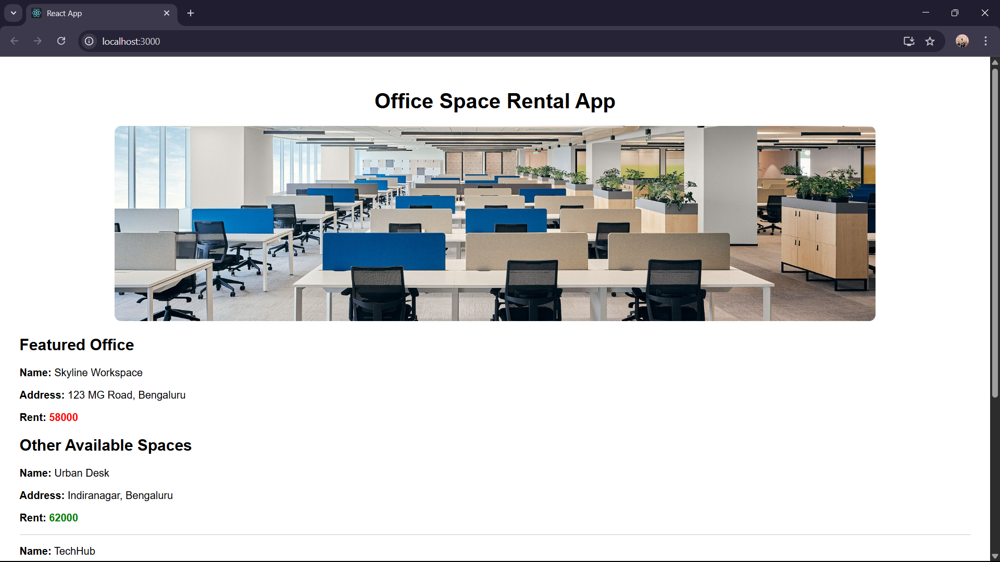 React App
localhost:3000
Office Space Rental App
Featured Office
Name: Skyline Workspace
Address: 123 MG Road, Bengaluru
Rent: 58000
Other Available Spaces
Name: Urban Desk
Address: Indiranagar, Bengaluru
Rent: 62000
Name: TechHub